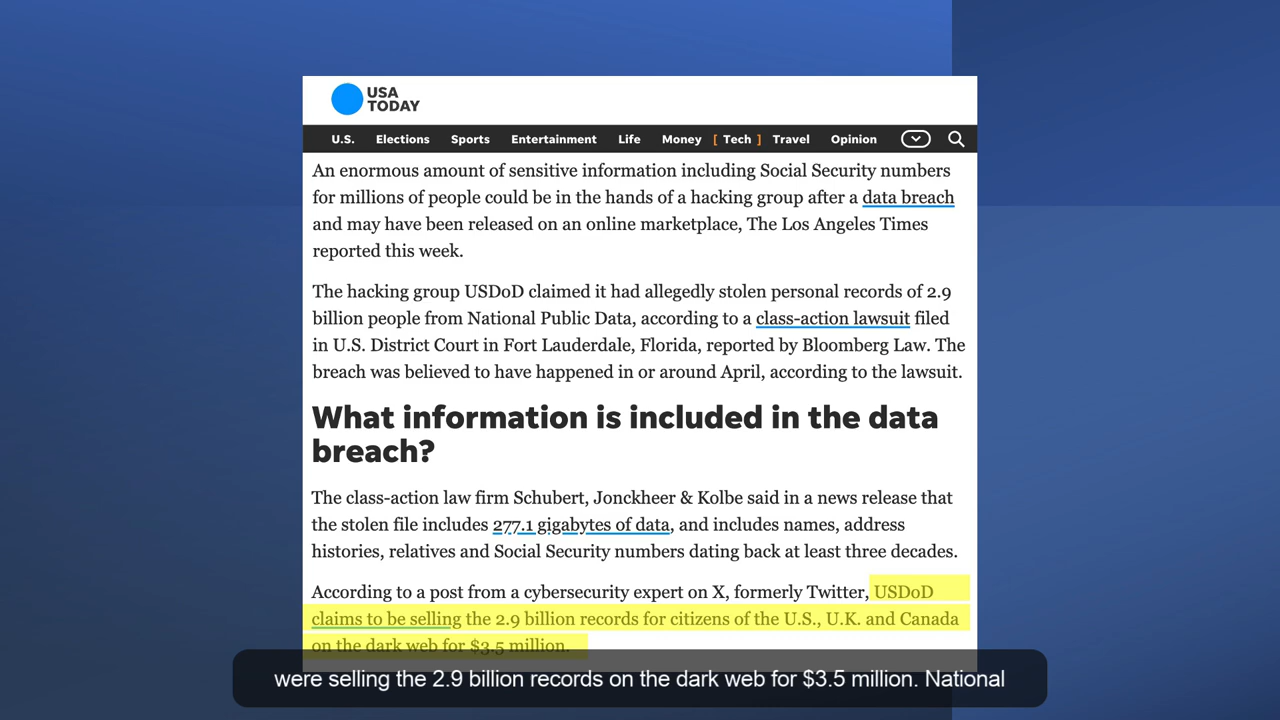 USA
TODAY
U.S. Elections Sports Entertainment Life Money [ Tech ] Travel Opinion
An enormous amount of sensitive information including Social Security numbers
for millions of people could be in the hands of a hacking group after a data breach
and may have been released on an online marketplace, The Los Angeles Times
reported this week.
The hacking group USDoD claimed it had allegedly stolen personal records of 2.9
billion people from National Public Data, according to a class-action lawsuit filed
in U.S. District Court in Fort Lauderdale, Florida, reported by Bloomberg Law. The
breach was believed to have happened in or around April, according to the lawsuit.
What information is included in the data
breach?
The class-action law firm Schubert, Jonckheer & Kolbe said in a news release that
the stolen file includes 277.1 gigabytes of data, and includes names, address
histories, relatives and Social Security numbers dating back at least three decades.
According to a post from a cybersecurity expert on X, formerly Twitter, USDoD
claims to be selling the 2.9 billion records for citizens of the U.S., U.K. and Canada
on the dark web for $3.5 million.
were selling the 2.9 billion records on the dark web for $3.5 million. National